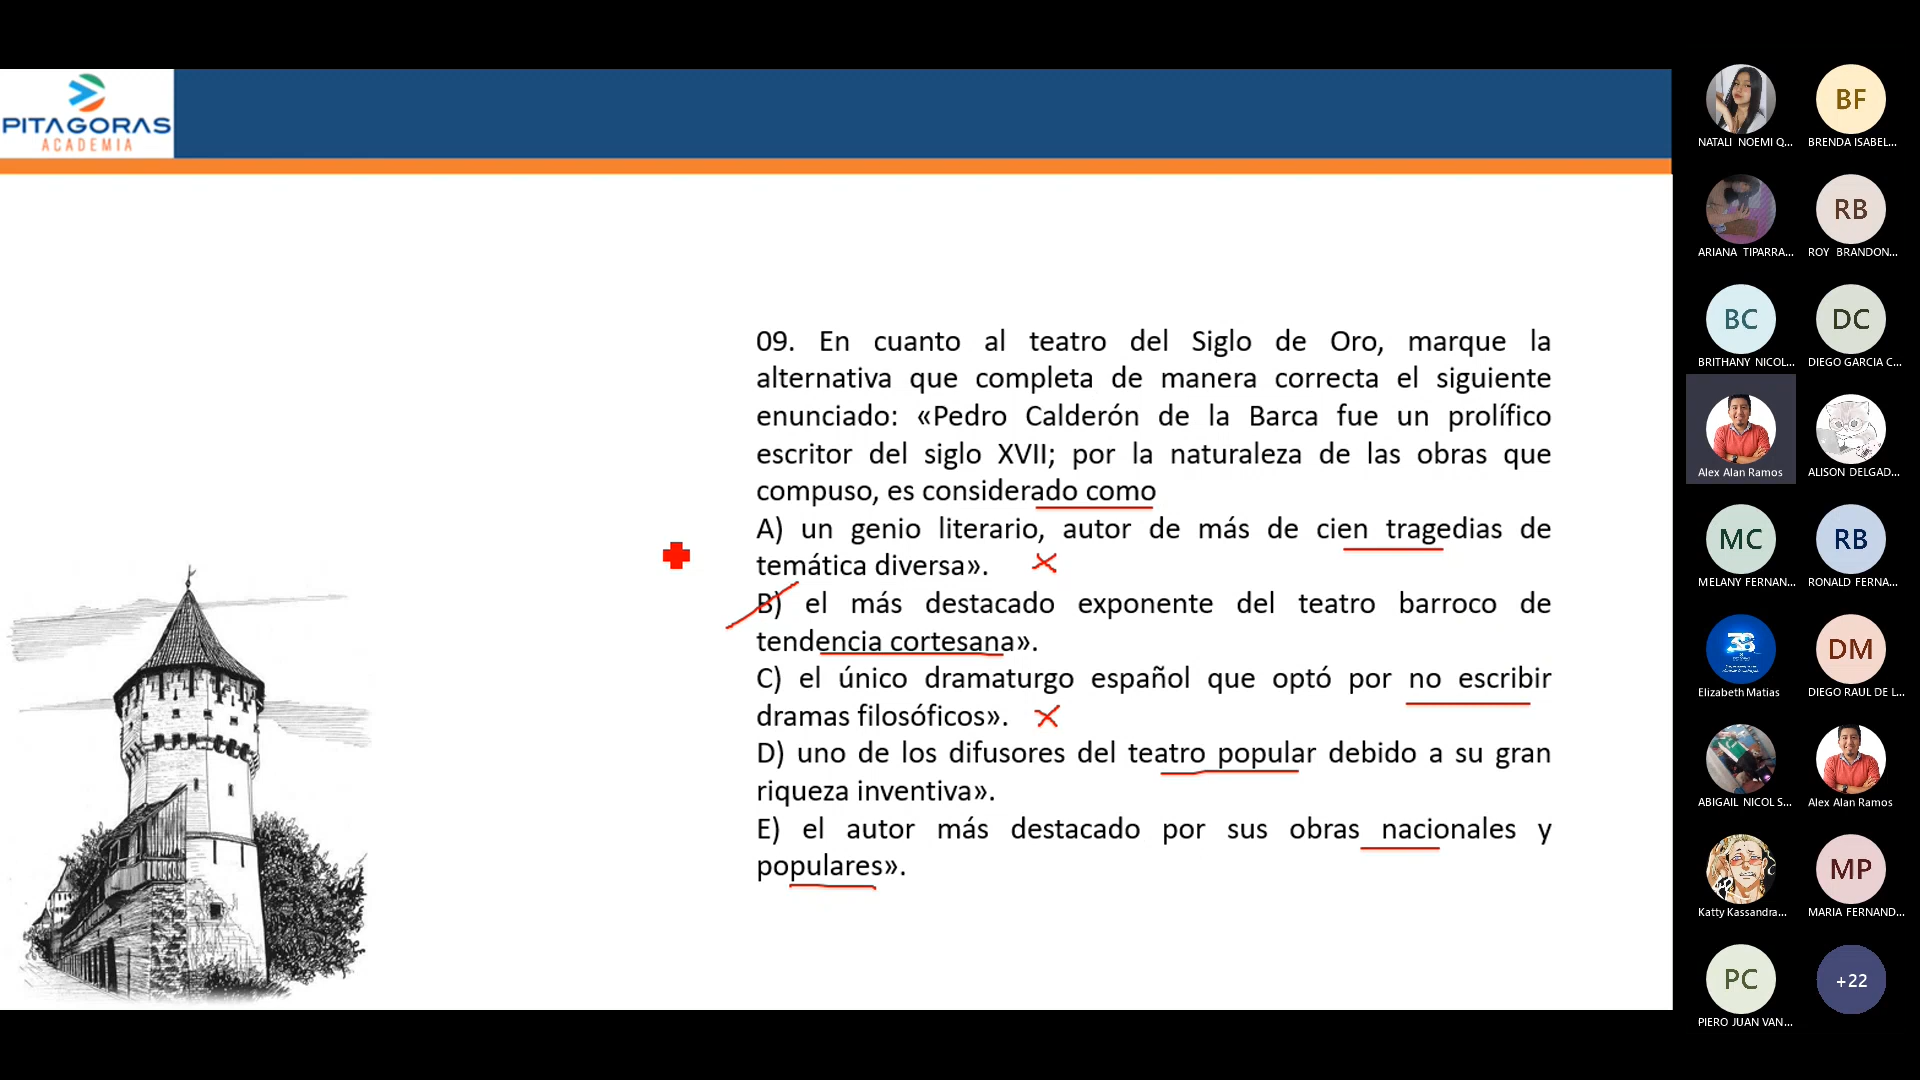 PITAGORAS
ACADEMIA
09. En cuanto al teatro del Siglo de Oro, marque la
alternativa que completa de manera correcta el siguiente
enunciado: «Pedro Calderón de la Barca fue un prolífico
escritor del siglo XVII; por la naturaleza de las obras que
compuso, es considerado como
A) un genio literario, autor de más de cien tragedias de
temática diversa».
B) el más destacado exponente del teatro barroco de
tendencia cortesana».
C) el único dramaturgo español que optó por no escribir
dramas filosóficos».
D) uno de los difusores del teatro popular debido a su gran
riqueza inventiva».
E) el autor más destacado por sus obras nacionales y
populares».
NATALI NOEMI Q...
BF
BRENDA ISABEL...
ARIANA TIPARRA...
RB
ROY BRANDON...
BC
BRITHANY NICOL...
DC
DIEGO GARCIA C...
Alex Alan Ramos
ALISON DELGAD...
MC
MELANY FERNAN...
RB
RONALD FERNA...
Elizabeth Matias
DM
DIEGO RAUL DE L...
ABIGAIL NICOL S...
Alex Alan Ramos
Katty Kassandra...
MP
MARIA FERNAND...
PC
PIERO JUAN VAN...
+22